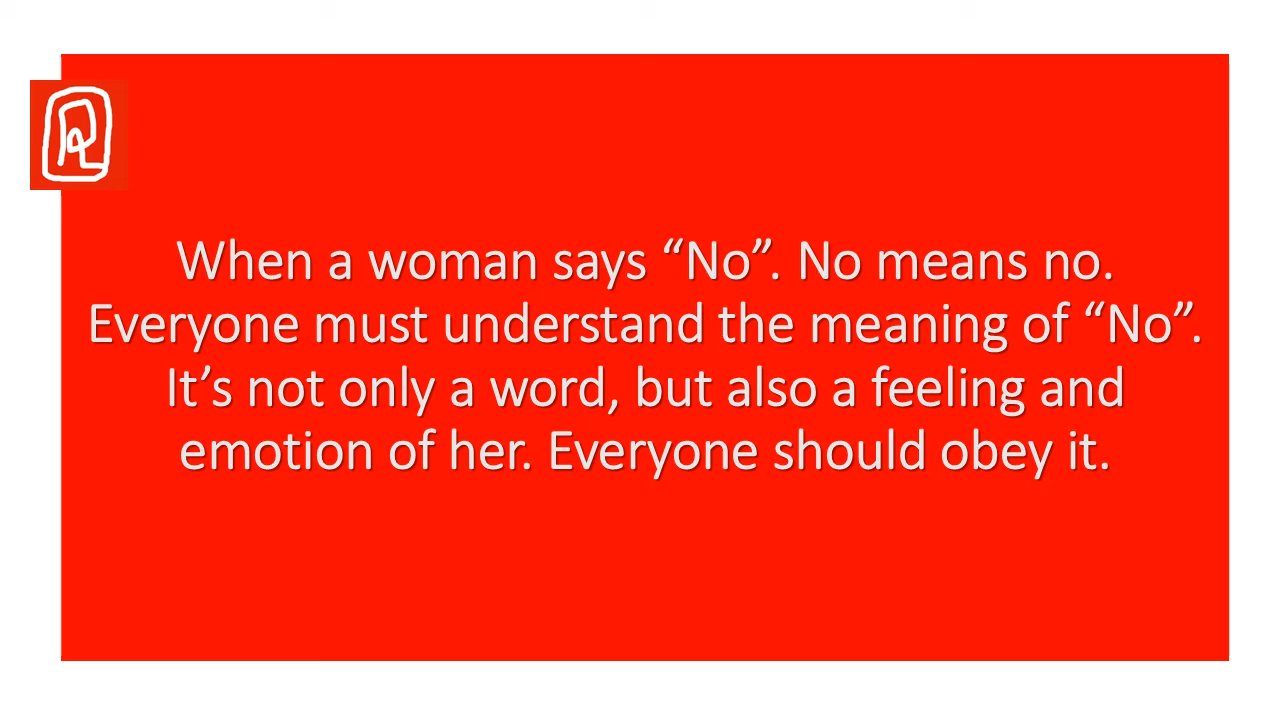 When a woman says “No”. No means no.
Everyone must understand the meaning of “No”.
It’s not only a word, but also a feeling and
emotion of her. Everyone should obey it.